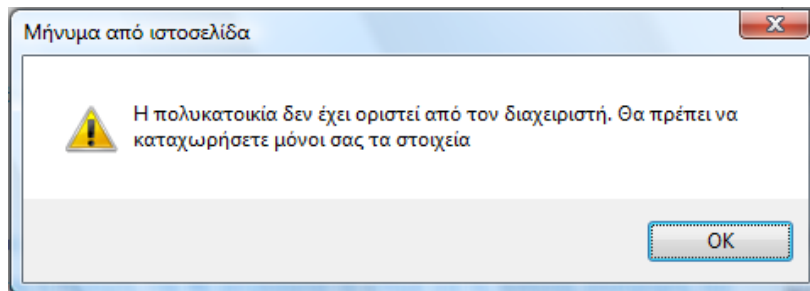 Μήνυμα από ιστοσελίδα
Η πολυκατοικία δεν έχει οριστεί από τον διαχειριστή. Θα πρέπει να
καταχωρήσετε μόνοι σας τα στοιχεία
OK